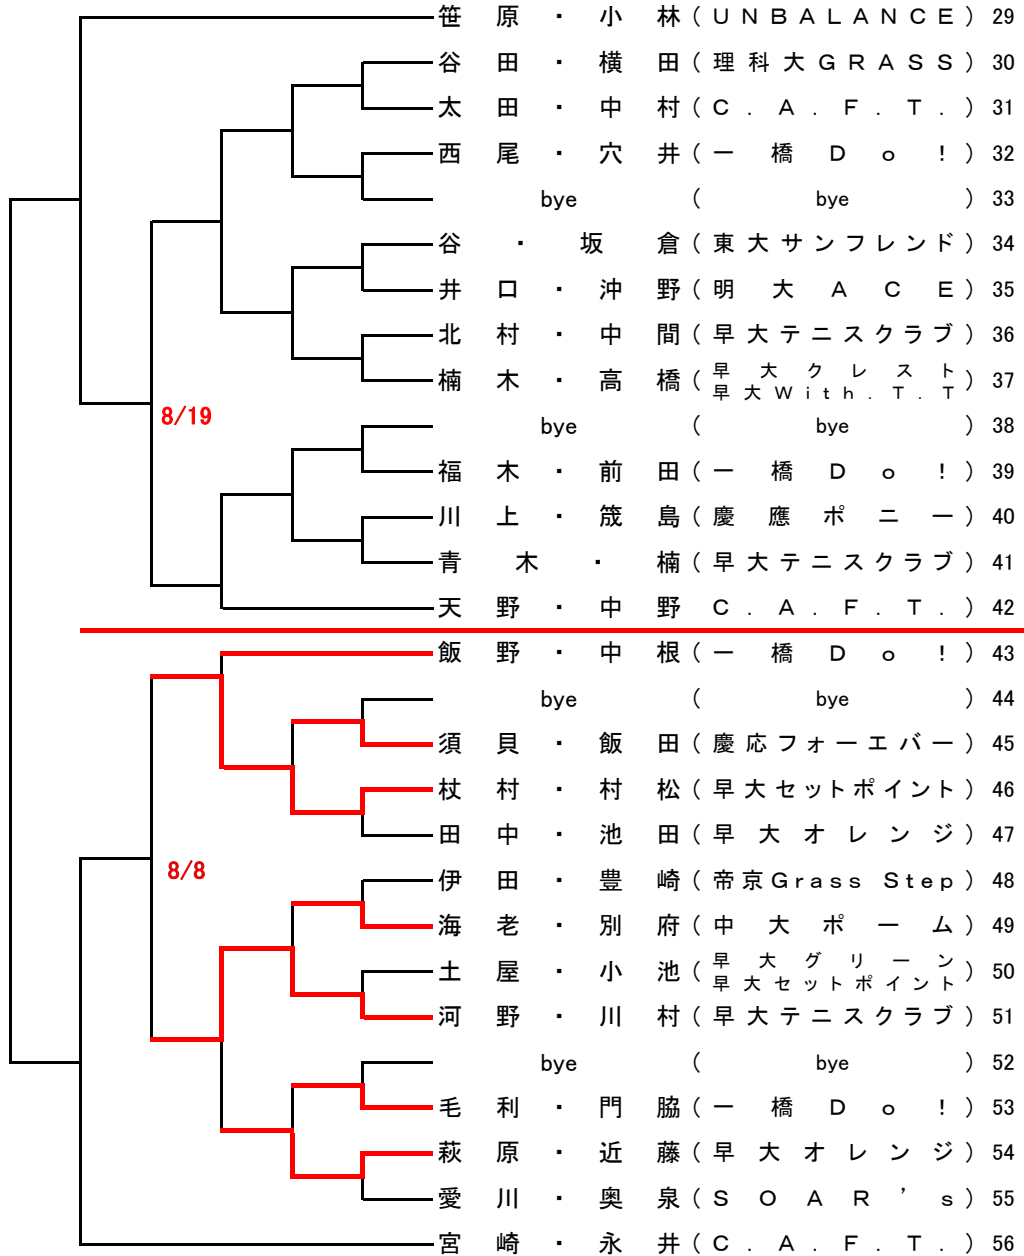 笹原・小林(UNBALANCE) 29
谷田・横田(理科大GRASS) 30
太田・中村(C.A.F.T.) 31
西尾・穴井(一橋Do!) 32
bye(bye) 33
谷・坂倉(東大サンフレンド) 34
井口・沖野(明大ACE) 35
北村・中間(早大テニスクラブ) 36
楠木・高橋(早大クレスト
早大With.T.T) 37
8/19
bye(bye) 38
福木・前田(一橋Do!) 39
川上・筬島(慶應ポニー) 40
青木・楠(早大テニスクラブ) 41
天野・中野 C.A.F.T.) 42
飯野・中根(一橋Do!) 43
bye(bye) 44
須貝・飯田(慶応フォーエバー) 45
杖村・村松(早大セットポイント) 46
田中・池田(早大オレンジ) 47
8/8
伊田・豊崎(帝京Grass Step) 48
海老・別府(中大ポーム) 49
土屋・小池(早大グリーン
早大セットポイント) 50
河野・川村(早大テニスクラブ) 51
bye(bye) 52
毛利・門脇(一橋Do!) 53
萩原・近藤(早大オレンジ) 54
愛川・奥泉(SOAR's) 55
宮崎・永井(C.A.F.T.) 56